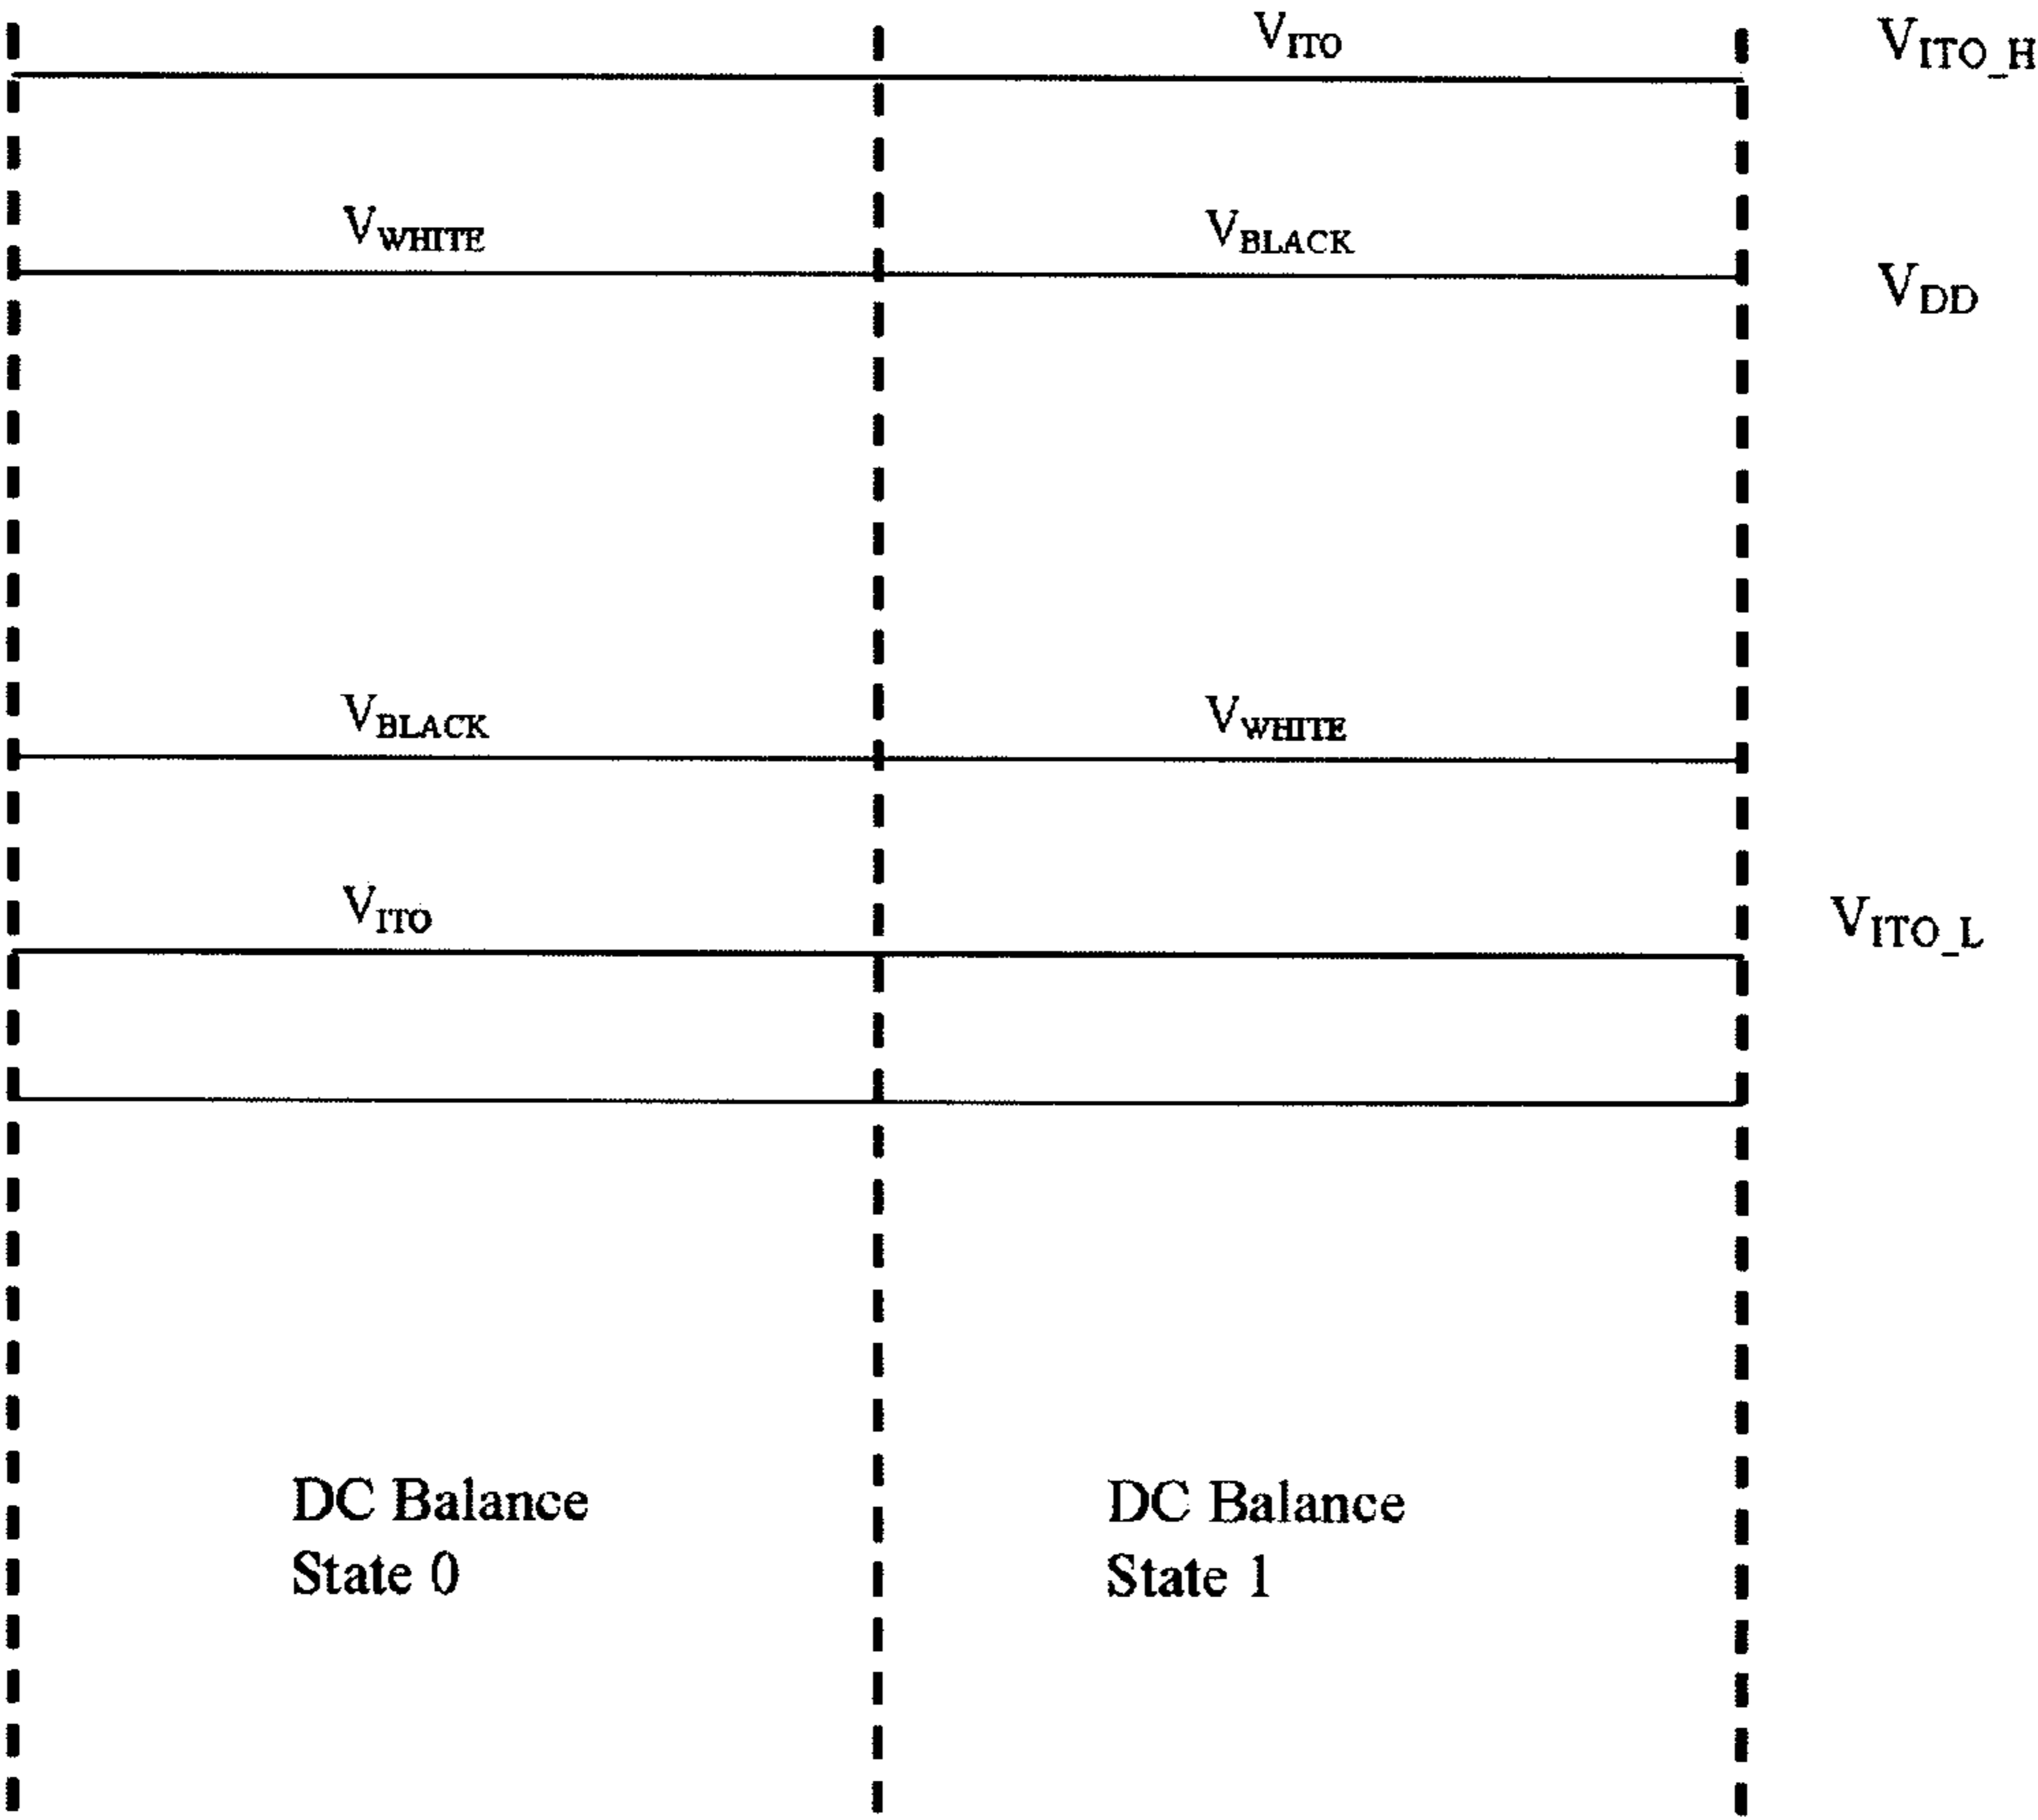 V_ITO V_ITO_H
V_WHITE V_BLACK
V_DD
V_BLACK V_WHITE
V_ITO V_ITO_L
DC Balance DC Balance
State 0 State 1